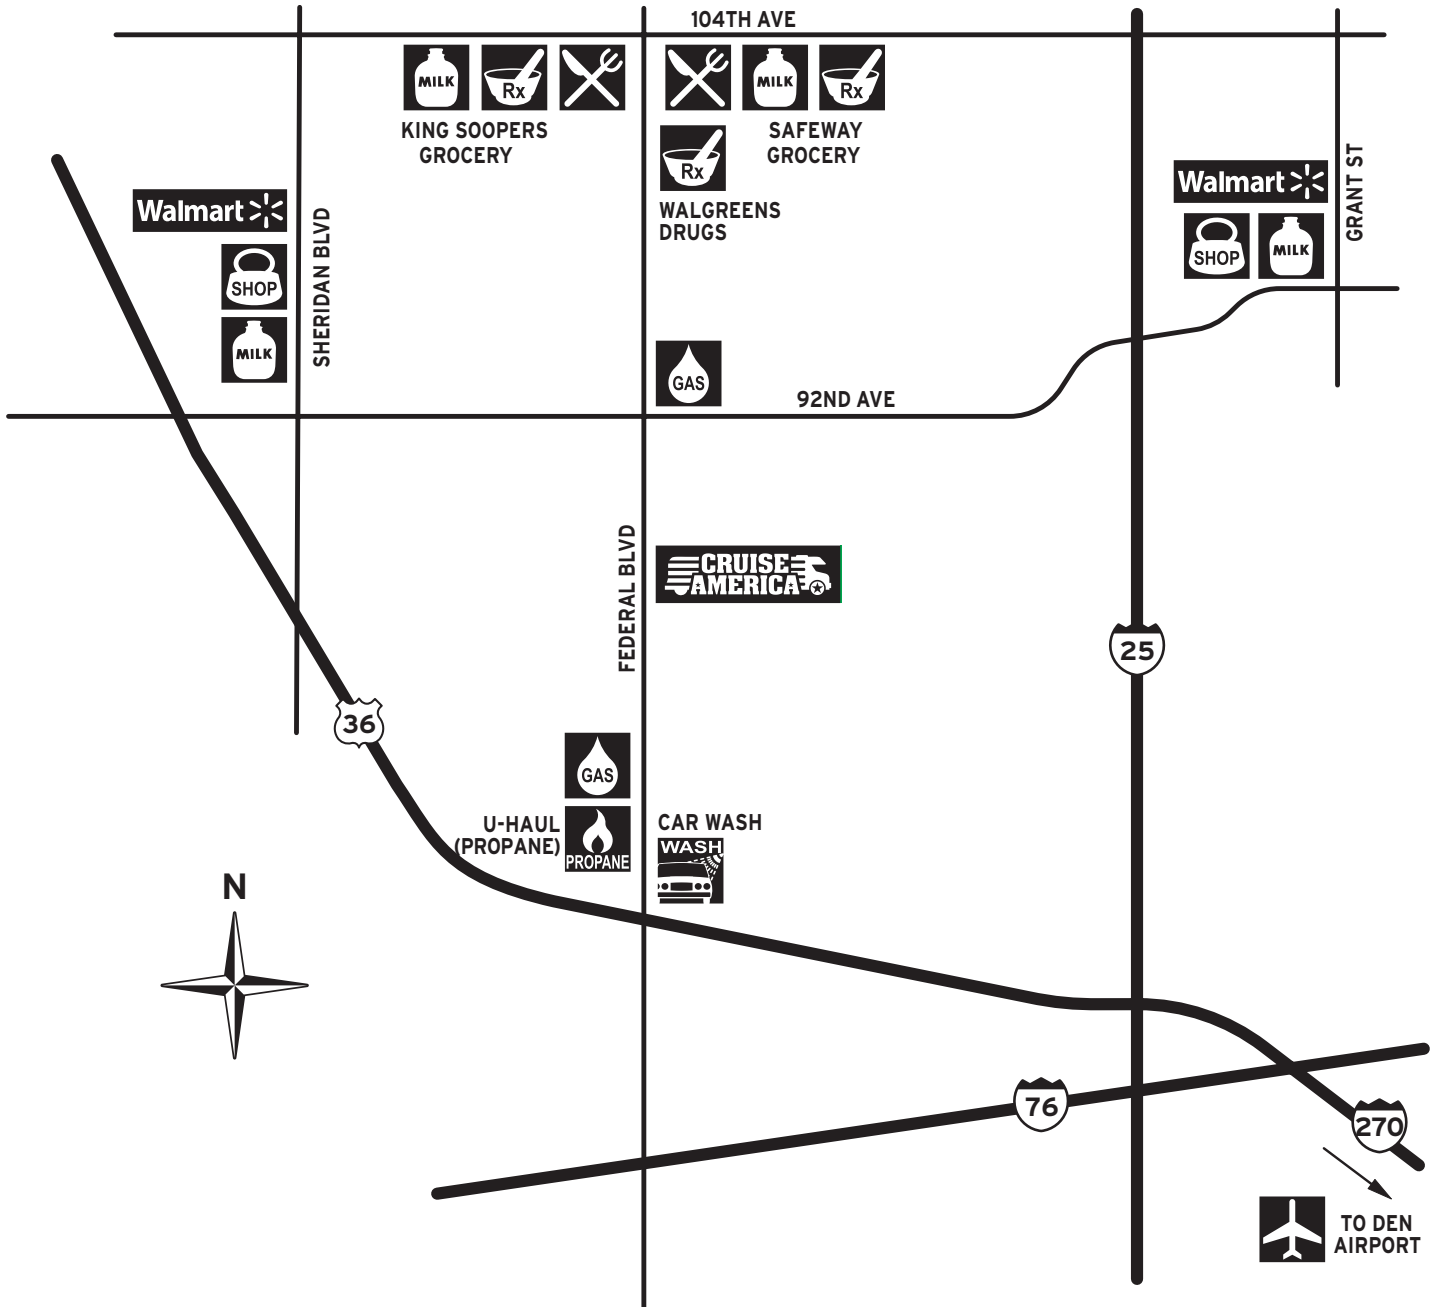 104TH AVE
MILK
Rx
MILK
Rx
KING SOOPERS
GROCERY
SAFEWAY
GROCERY
Rx
WALGREENS
DRUGS
Walmart
SHOP
MILK
SHERIDAN BLVD
Walmart
SHOP
MILK
GRANT ST
GAS
92ND AVE
FEDERAL BLVD
CRUISE
AMERICA
25
36
GAS
U-HAUL
(PROPANE)
PROPANE
CAR WASH
WASH
N
76
270
TO DEN
AIRPORT